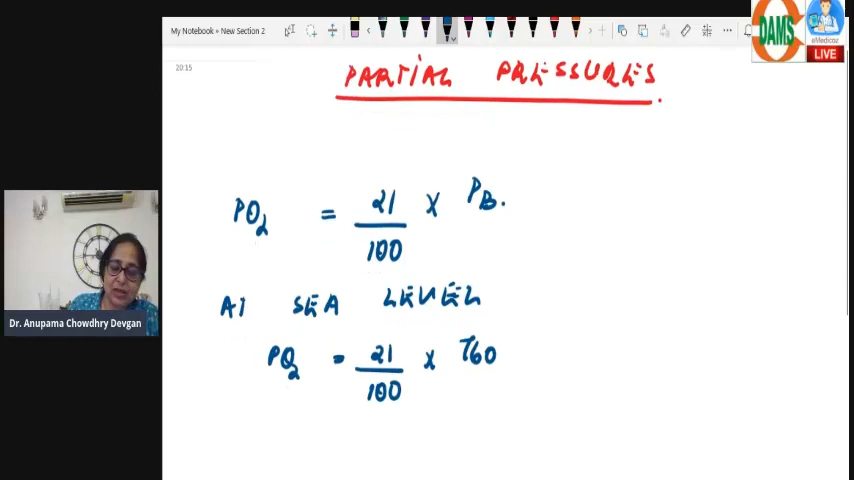 My Notebook » New Section 2
DAMS
eMedicoz
LIVE
20:15
PARTIAL PRESSURES.
PO2 = 21/100 × PB.
AT SEA LEVEL
PO2 = 21/100 × 760
Dr. Anupama Chowdhry Devgan